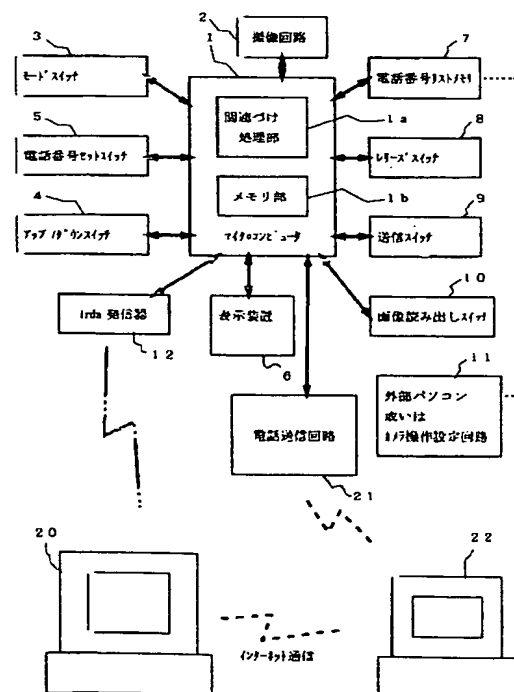 2
撮像回路
3
1
7
モードスイッチ
電話番号リストメモリ
関連づけ
処理部
1a
5
8
電話番号セットスイッチ
レリーズスイッチ
メモリ部
1b
4
9
アップ/ダウンスイッチ
マイクロコンピュータ
送信スイッチ
10
Irda 発信器
表示装置
画像読み出しスイッチ
12
6
11
外部パソコン
或いは
カメラ操作設定回路
電話送信回路
21
20
22
インターネット通信